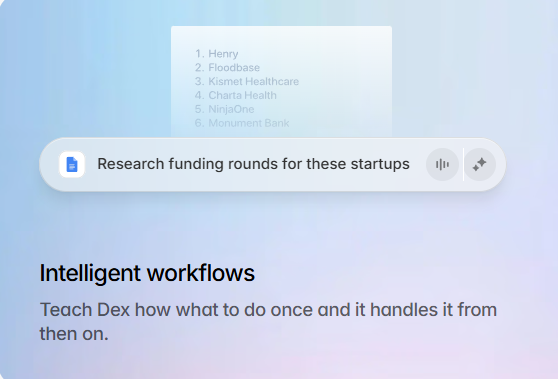 1. Henry
2. Floodbase
3. Kismet Healthcare
4. Charta Health
5. NinjaOne
6. Monument Bank
Research funding rounds for these startups
Intelligent workflows
Teach Dex how what to do once and it handles it from
then on.